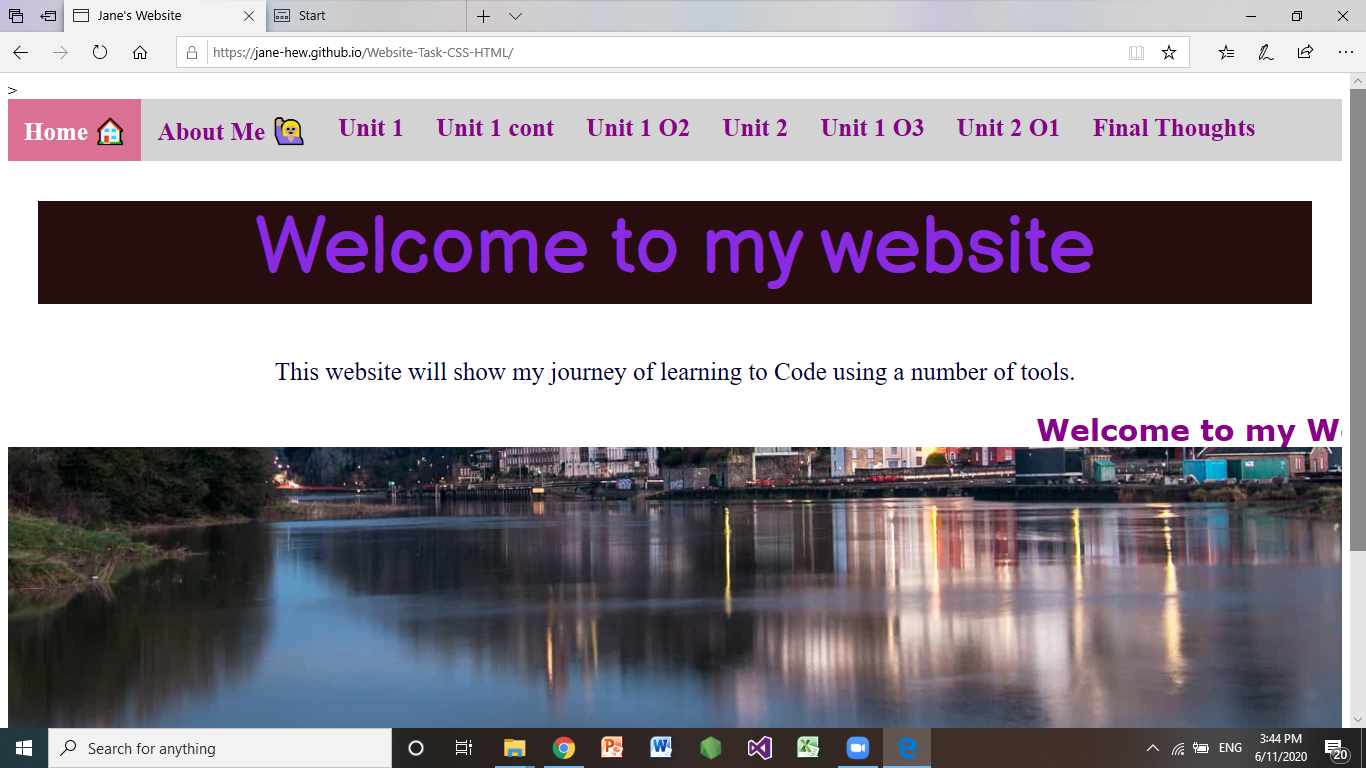 Jane's Website
Start
https://jane-hew.github.io/Website-Task-CSS-HTML/
>
Home 🏠 About Me 🙋 Unit 1 Unit 1 cont Unit 1 O2 Unit 2 Unit 1 O3 Unit 2 O1 Final Thoughts
Welcome to my website
This website will show my journey of learning to Code using a number of tools.
Welcome to my W
Search for anything
ENG
3:44 PM
6/11/2020
20